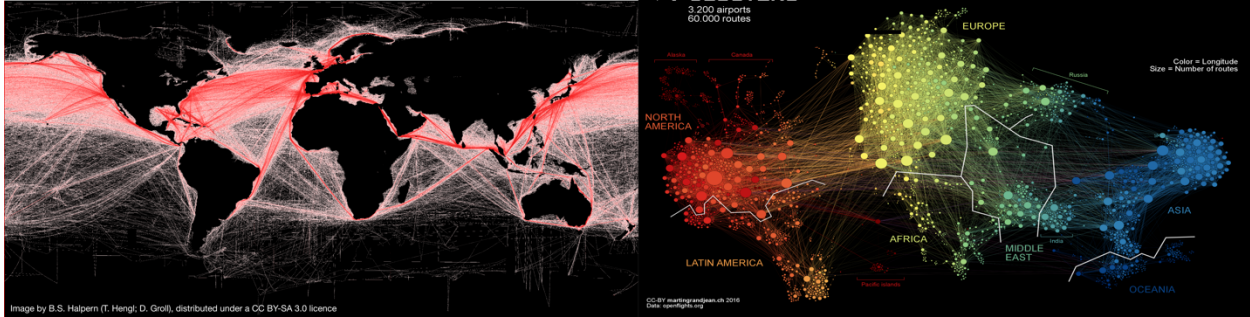 Image by B.S. Halpern (T. Hengl; D. Groll), distributed under a CC BY-SA 3.0 licence
3.200 airports
60.000 routes
EUROPE
Color = Longitude
Size = Number of routes
Alaska
Canada
Russia
NORTH
AMERICA
ASIA
AFRICA
MIDDLE
EAST
India
LATIN AMERICA
Pacific islands
OCEANIA
CC-BY martingrandjean.ch 2016
Data: openflights.org